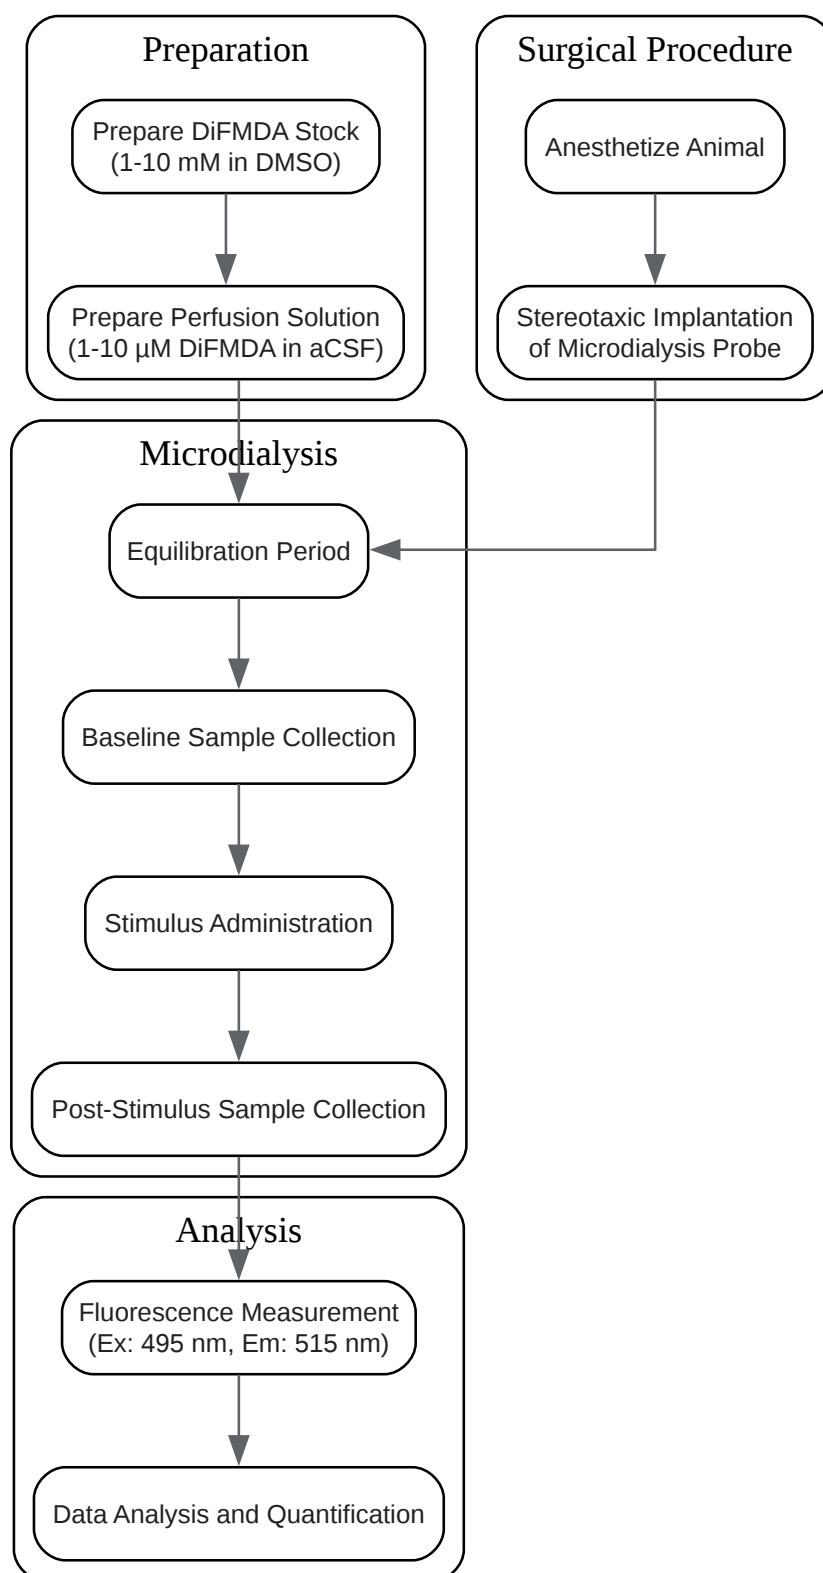 Preparation
Prepare DiFMDA Stock
(1-10 mM in DMSO)
Prepare Perfusion Solution
(1-10 µM DiFMDA in aCSF)
Surgical Procedure
Anesthetize Animal
Stereotaxic Implantation
of Microdialysis Probe
Microdialysis
Equilibration Period
Baseline Sample Collection
Stimulus Administration
Post-Stimulus Sample Collection
Analysis
Fluorescence Measurement
(Ex: 495 nm, Em: 515 nm)
Data Analysis and Quantification